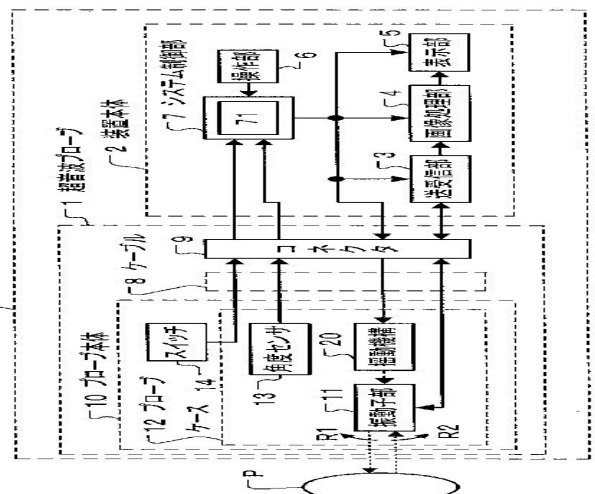 1 超音波プローブ
2 装置本体
7 システム制御部
71
操作部
6
3
送受信部
4
画像処理部
5
表示部
8 ケーブル
9
コネクタ
10 プローブ本体
12 プローブ
ケース
スイッチ
14
角度センサ
13
揺動機構
20
振動子部
11
R1
R2
P